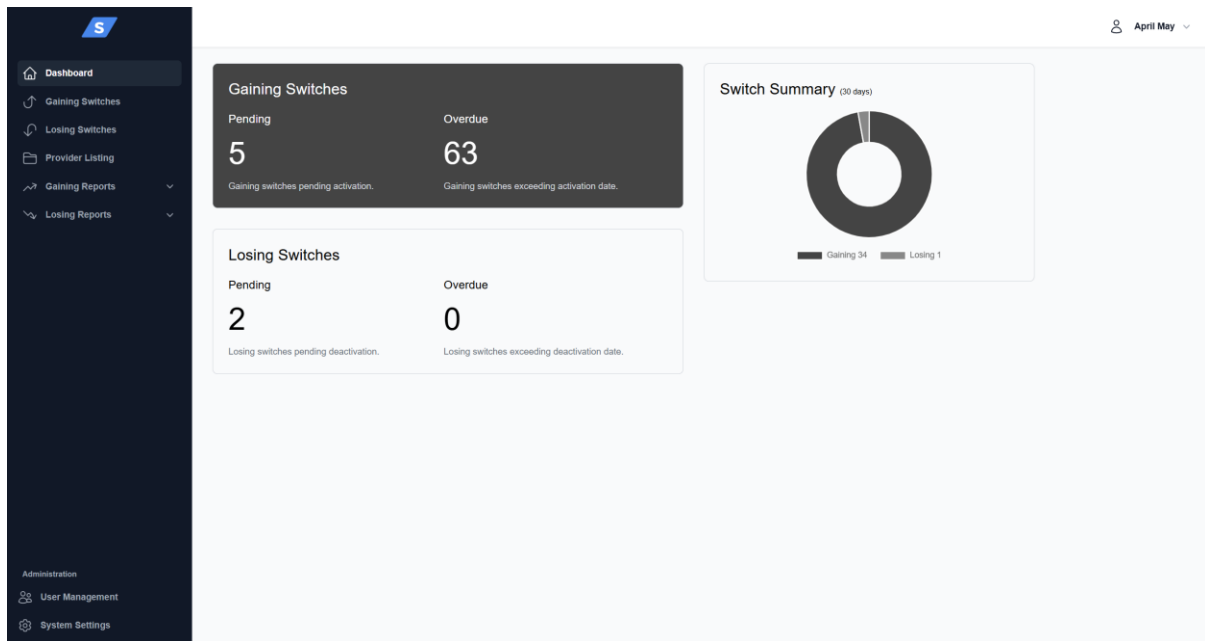 S
April May
Dashboard
Gaining Switches
Losing Switches
Provider Listing
Gaining Reports
Losing Reports
Administration
User Management
System Settings
Gaining Switches
Pending Overdue
5 63
Gaining switches pending activation. Gaining switches exceeding activation date.
Losing Switches
Pending Overdue
2 0
Losing switches pending deactivation. Losing switches exceeding deactivation date.
Switch Summary (30 days)
Gaining 34 Losing 1